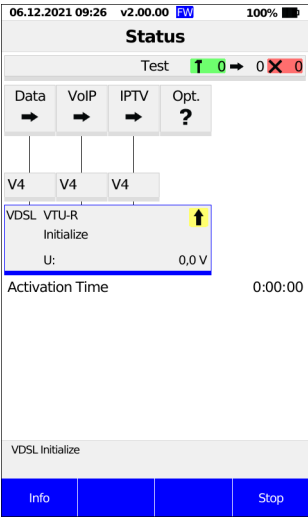 06.12.2021 09:26 v2.00.00 FW 100%
Status
Test 0 0 0
Data VoIP IPTV Opt.
?
V4 V4 V4
VDSL VTU-R
Initialize
U: 0,0 V
Activation Time 0:00:00
VDSL Initialize
Info Stop